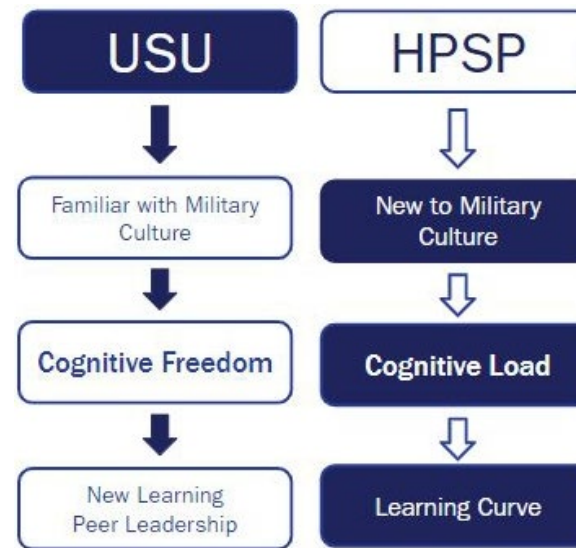 USU
HPSP
Familiar with Military
Culture
New to Military
Culture
Cognitive Freedom
Cognitive Load
New Learning
Peer Leadership
Learning Curve